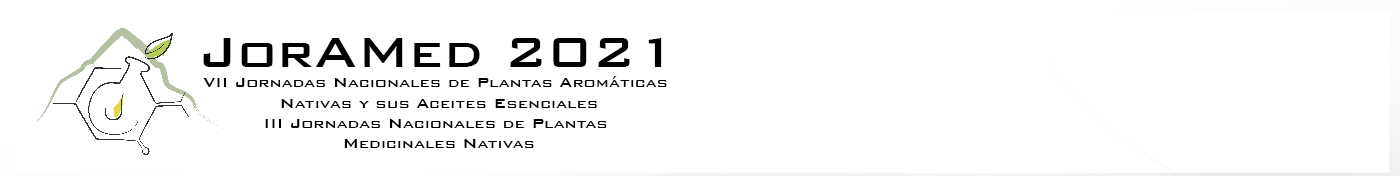 JorAMed 2021
VII Jornadas Nacionales de Plantas Aromáticas
Nativas y sus Aceites Esenciales
III Jornadas Nacionales de Plantas
Medicinales Nativas